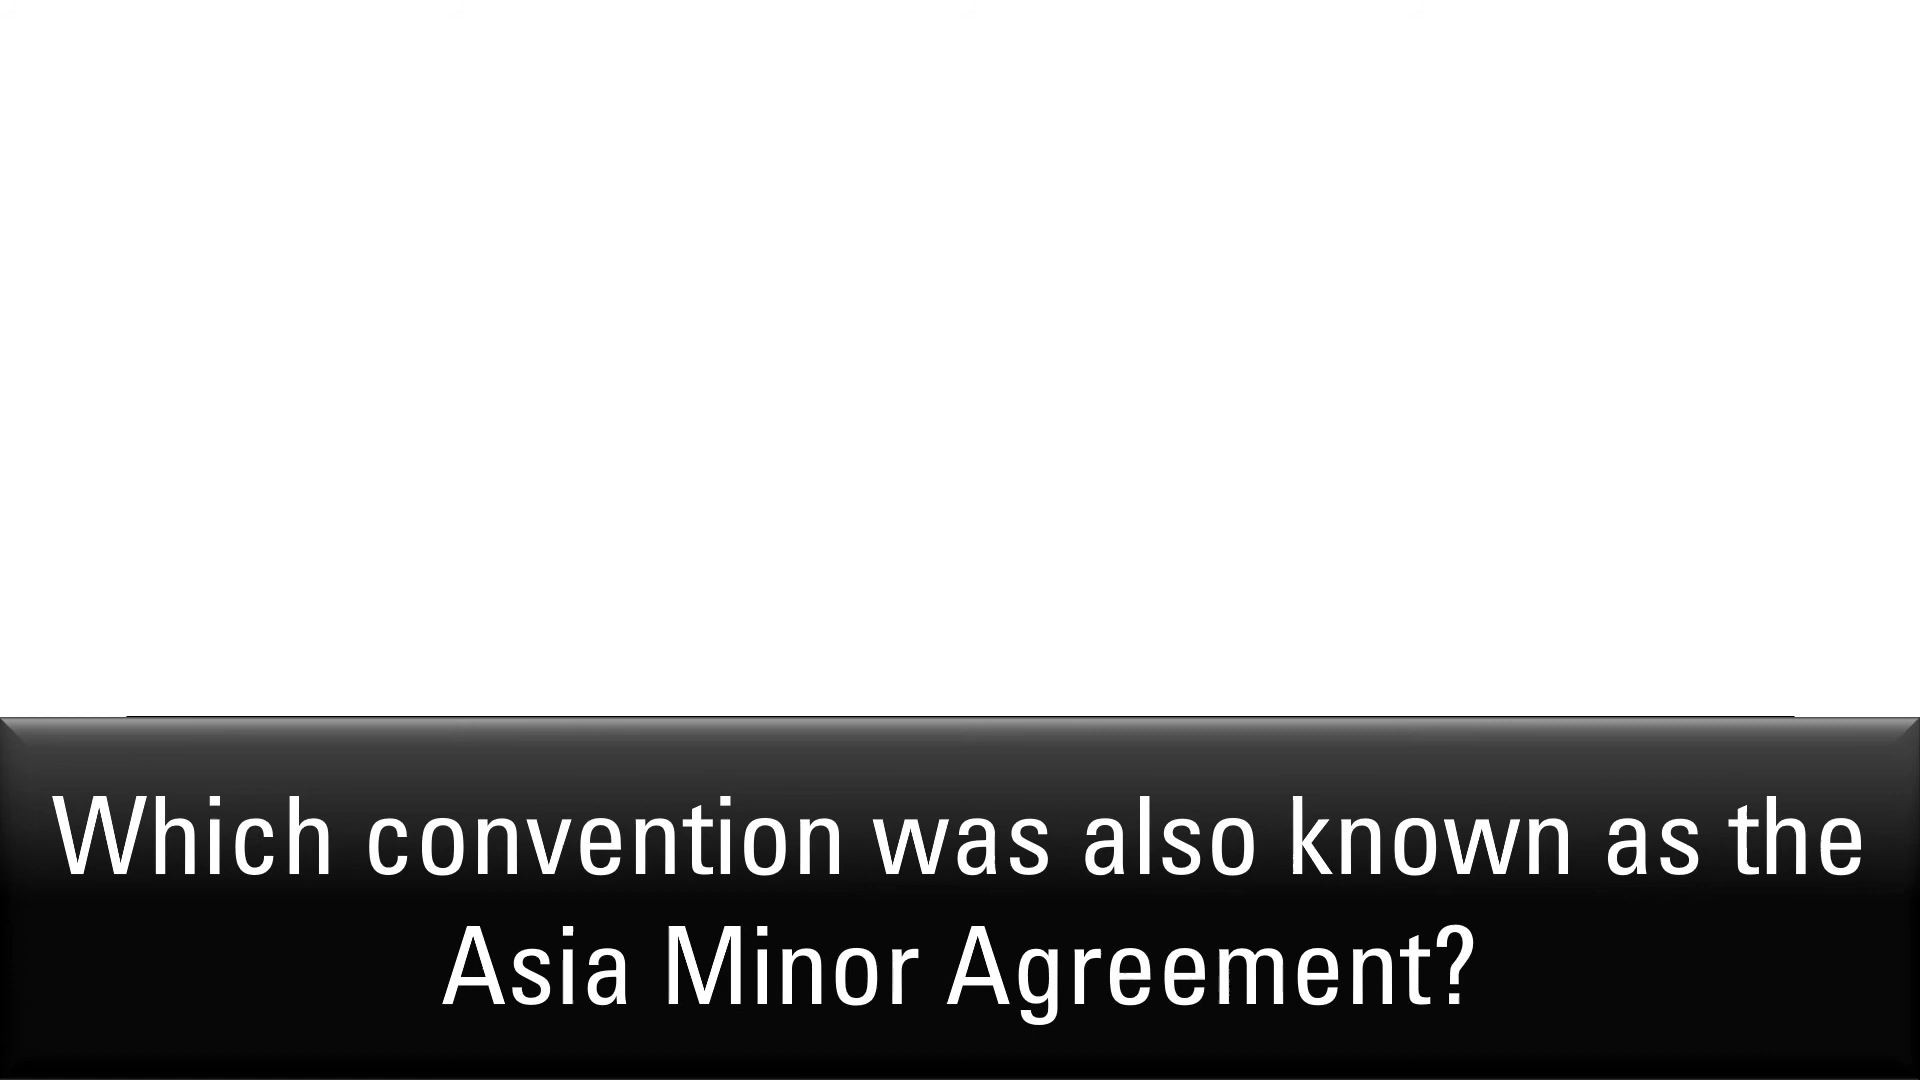 Which convention was also known as the
Asia Minor Agreement?